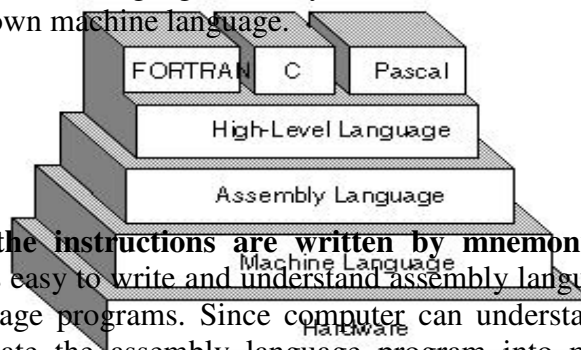 own machine language.
FORTRAN C Pascal
High-Level Language
Assembly Language
the instructions are written by mnemon
Machine Language
easy to write and understand assembly langu
age programs. Since computer can understa
Hardware
ate the assembly language program into